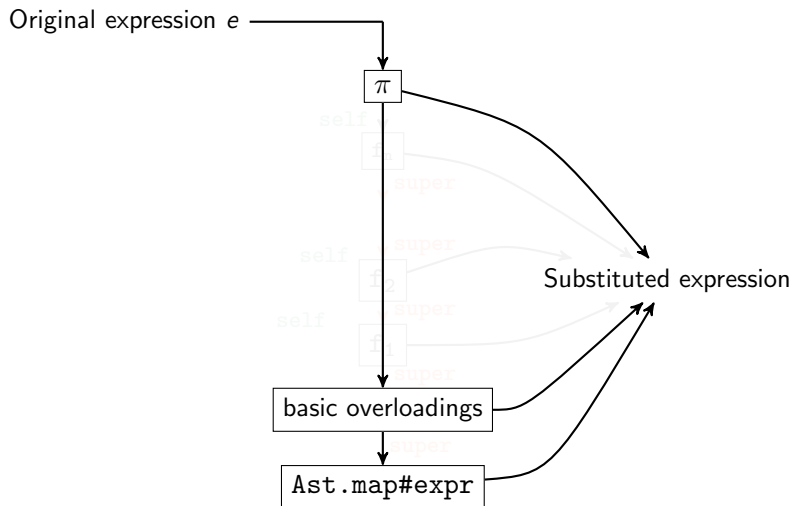 Original expression e
π
self
fn
super
super
self
f2
Substituted expression
super
self
f1
super
basic overloadings
super
Ast.map#expr